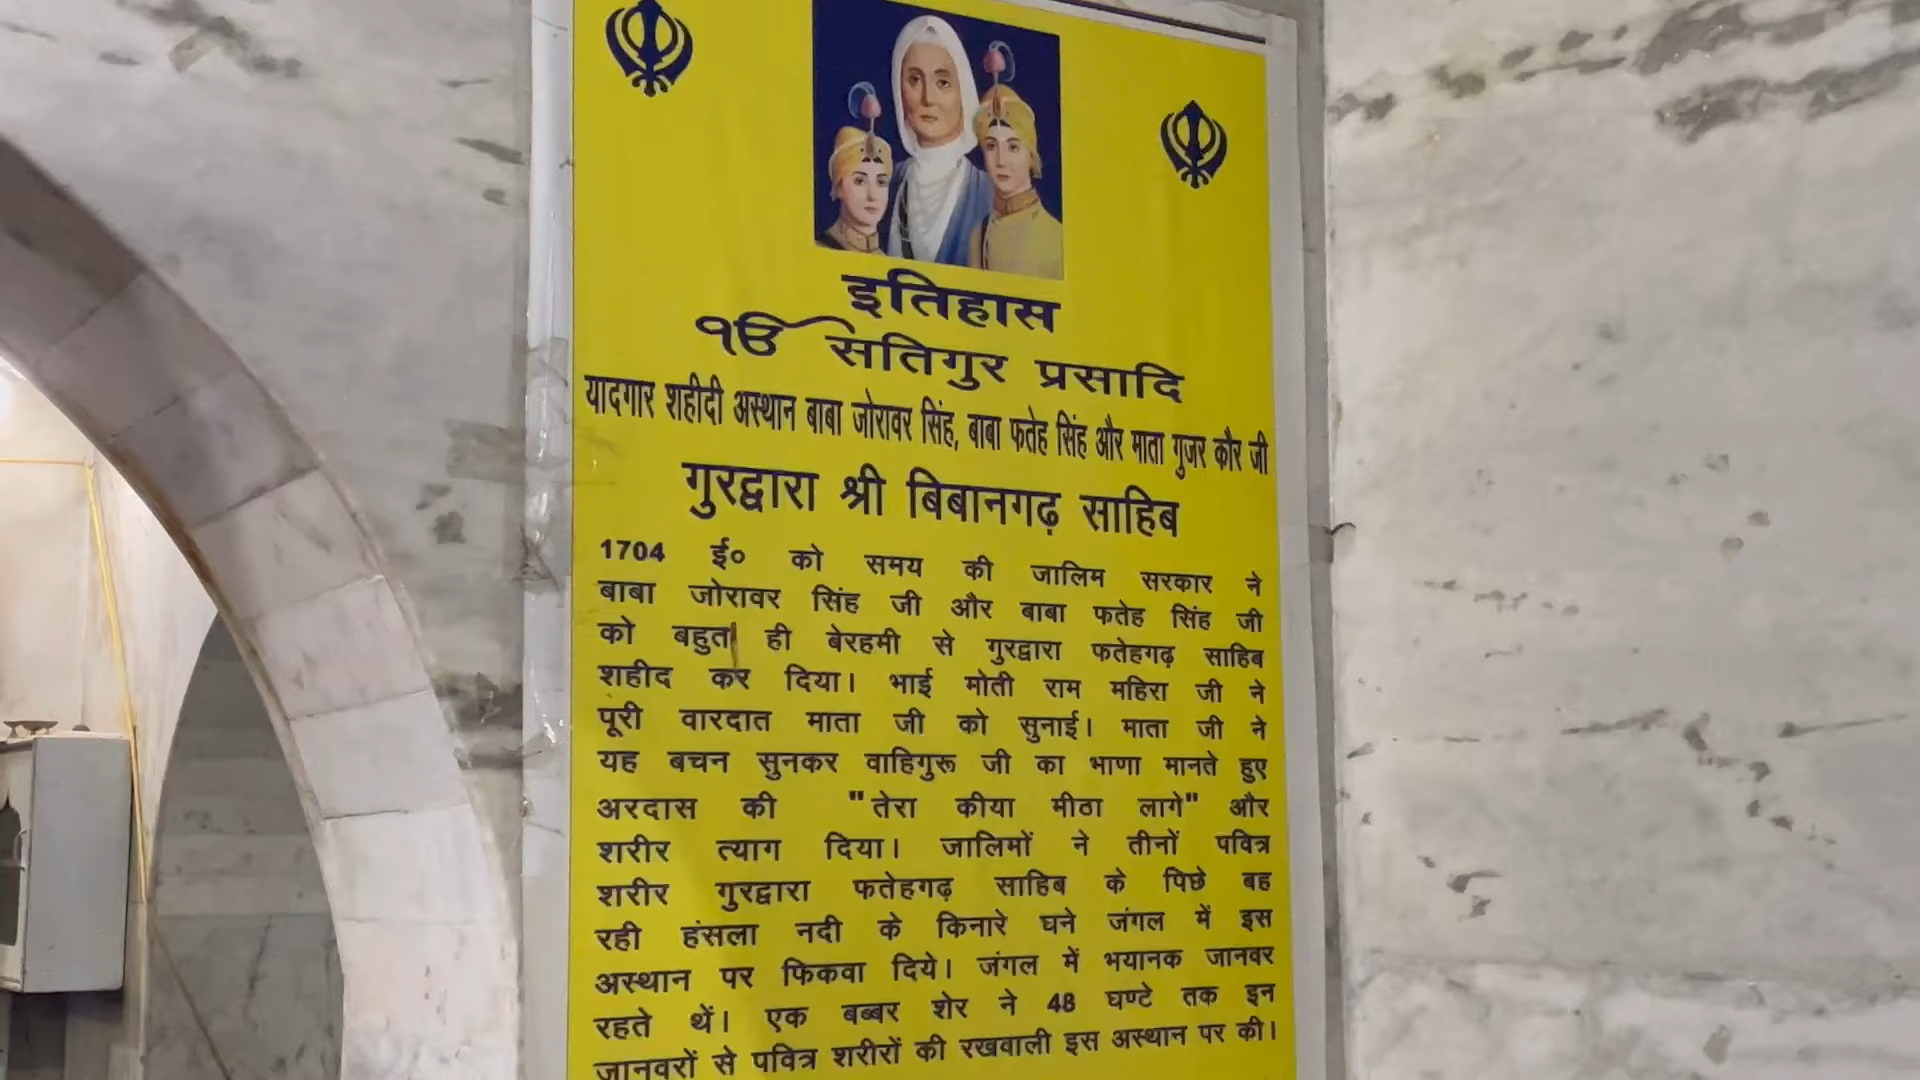 इतिहास
ੴ सतिगुर प्रसादि
यादगार शहीदी अस्थान बाबा जोरावर सिंह, बाबा फतेह सिंह और माता गुजर कौर जी
गुरद्वारा श्री बिबानगढ़ साहिब
1704 ई० को समय की जालिम सरकार ने
बाबा जोरावर सिंह जी और बाबा फतेह सिंह जी
को बहुत ही बेरहमी से गुरद्वारा फतेहगढ़ साहिब
शहीद कर दिया। भाई मोती राम महिरा जी ने
पूरी वारदात माता जी को सुनाई। माता जी ने
यह बचन सुनकर वाहिगुरू जी का भाणा मानते हुए
अरदास की "तेरा कीया मीठा लागे" और
शरीर त्याग दिया। जालिमों ने तीनों पवित्र
शरीर गुरद्वारा फतेहगढ़ साहिब के पिछे बह
रही हंसला नदी के किनारे घने जंगल में इस
अस्थान पर फिकवा दिये। जंगल में भयानक जानवर
रहते थें। एक बब्बर शेर ने 48 घण्टे तक इन
जानवरों से पवित्र शरीरों की रखवाली इस अस्थान पर की।